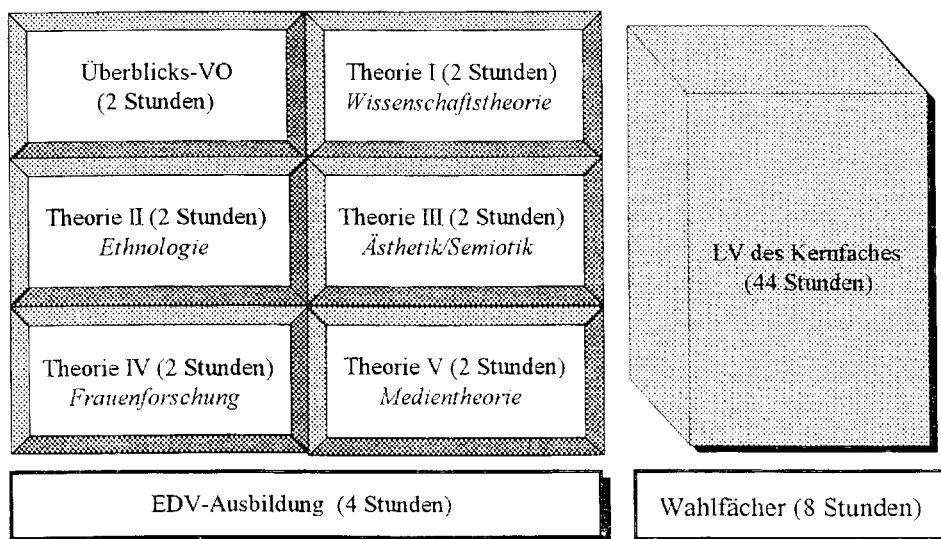 Überblicks-VO
(2 Stunden)
Theorie I (2 Stunden)
Wissenschaftstheorie
Theorie II (2 Stunden)
Ethnologie
Theorie III (2 Stunden)
Ästhetik/Semiotik
Theorie IV (2 Stunden)
Frauenforschung
Theorie V (2 Stunden)
Medientheorie
LV des Kernfaches
(44 Stunden)
EDV-Ausbildung (4 Stunden)
Wahlfächer (8 Stunden)